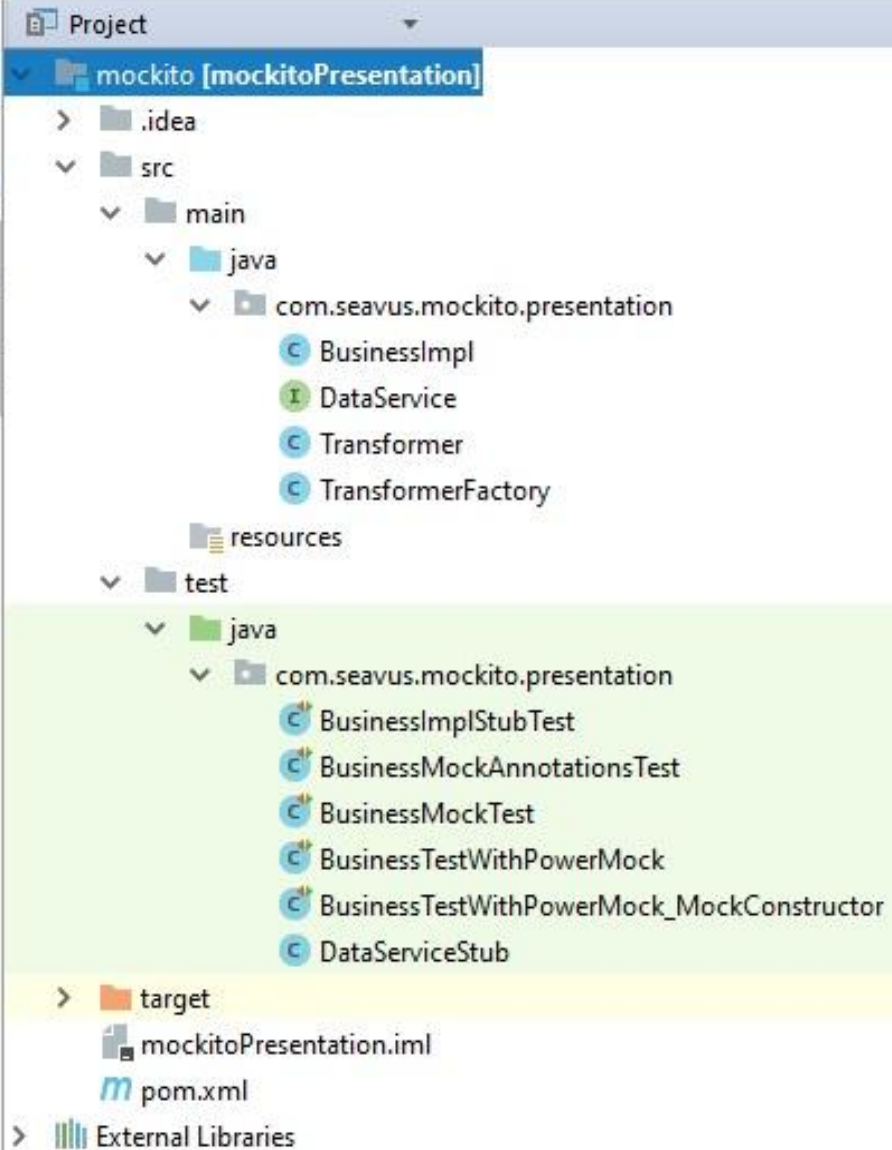 Project
mockito [mockitoPresentation]
.idea
src
main
java
com.seavus.mockito.presentation
C BusinessImpl
I DataService
C Transformer
C TransformerFactory
resources
test
java
com.seavus.mockito.presentation
C BusinessImplStubTest
C BusinessMockAnnotationsTest
C BusinessMockTest
C BusinessTestWithPowerMock
C BusinessTestWithPowerMock_MockConstructor
C DataServiceStub
target
mockitoPresentation.iml
m pom.xml
External Libraries